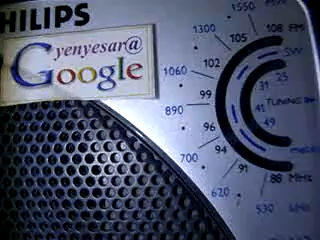 PHILIPS
yenyesar@
Google
1550
108 FM
1300
105
SW
1060
102
25
31
99
TUNING
890
41
96
49
700
94
91
620
88 MHz
530